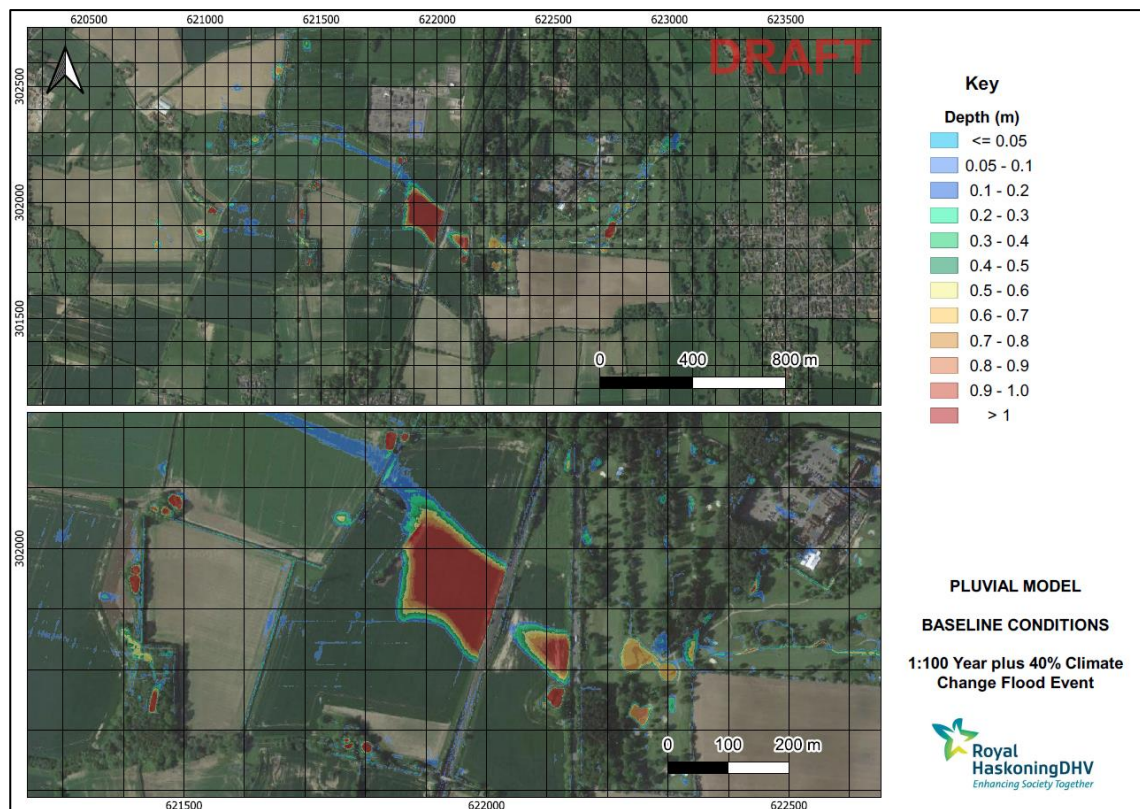 620500 621000 621500 622000 622500 623000 623500
DRAFT
302500
302000
301500
0 400 800 m
302000
0 100 200 m
621500 622000 622500
Key
Depth (m)
<= 0.05
0.05 - 0.1
0.1 - 0.2
0.2 - 0.3
0.3 - 0.4
0.4 - 0.5
0.5 - 0.6
0.6 - 0.7
0.7 - 0.8
0.8 - 0.9
0.9 - 1.0
> 1
PLUVIAL MODEL
BASELINE CONDITIONS
1:100 Year plus 40% Climate
Change Flood Event
Royal
HaskoningDHV
Enhancing Society Together